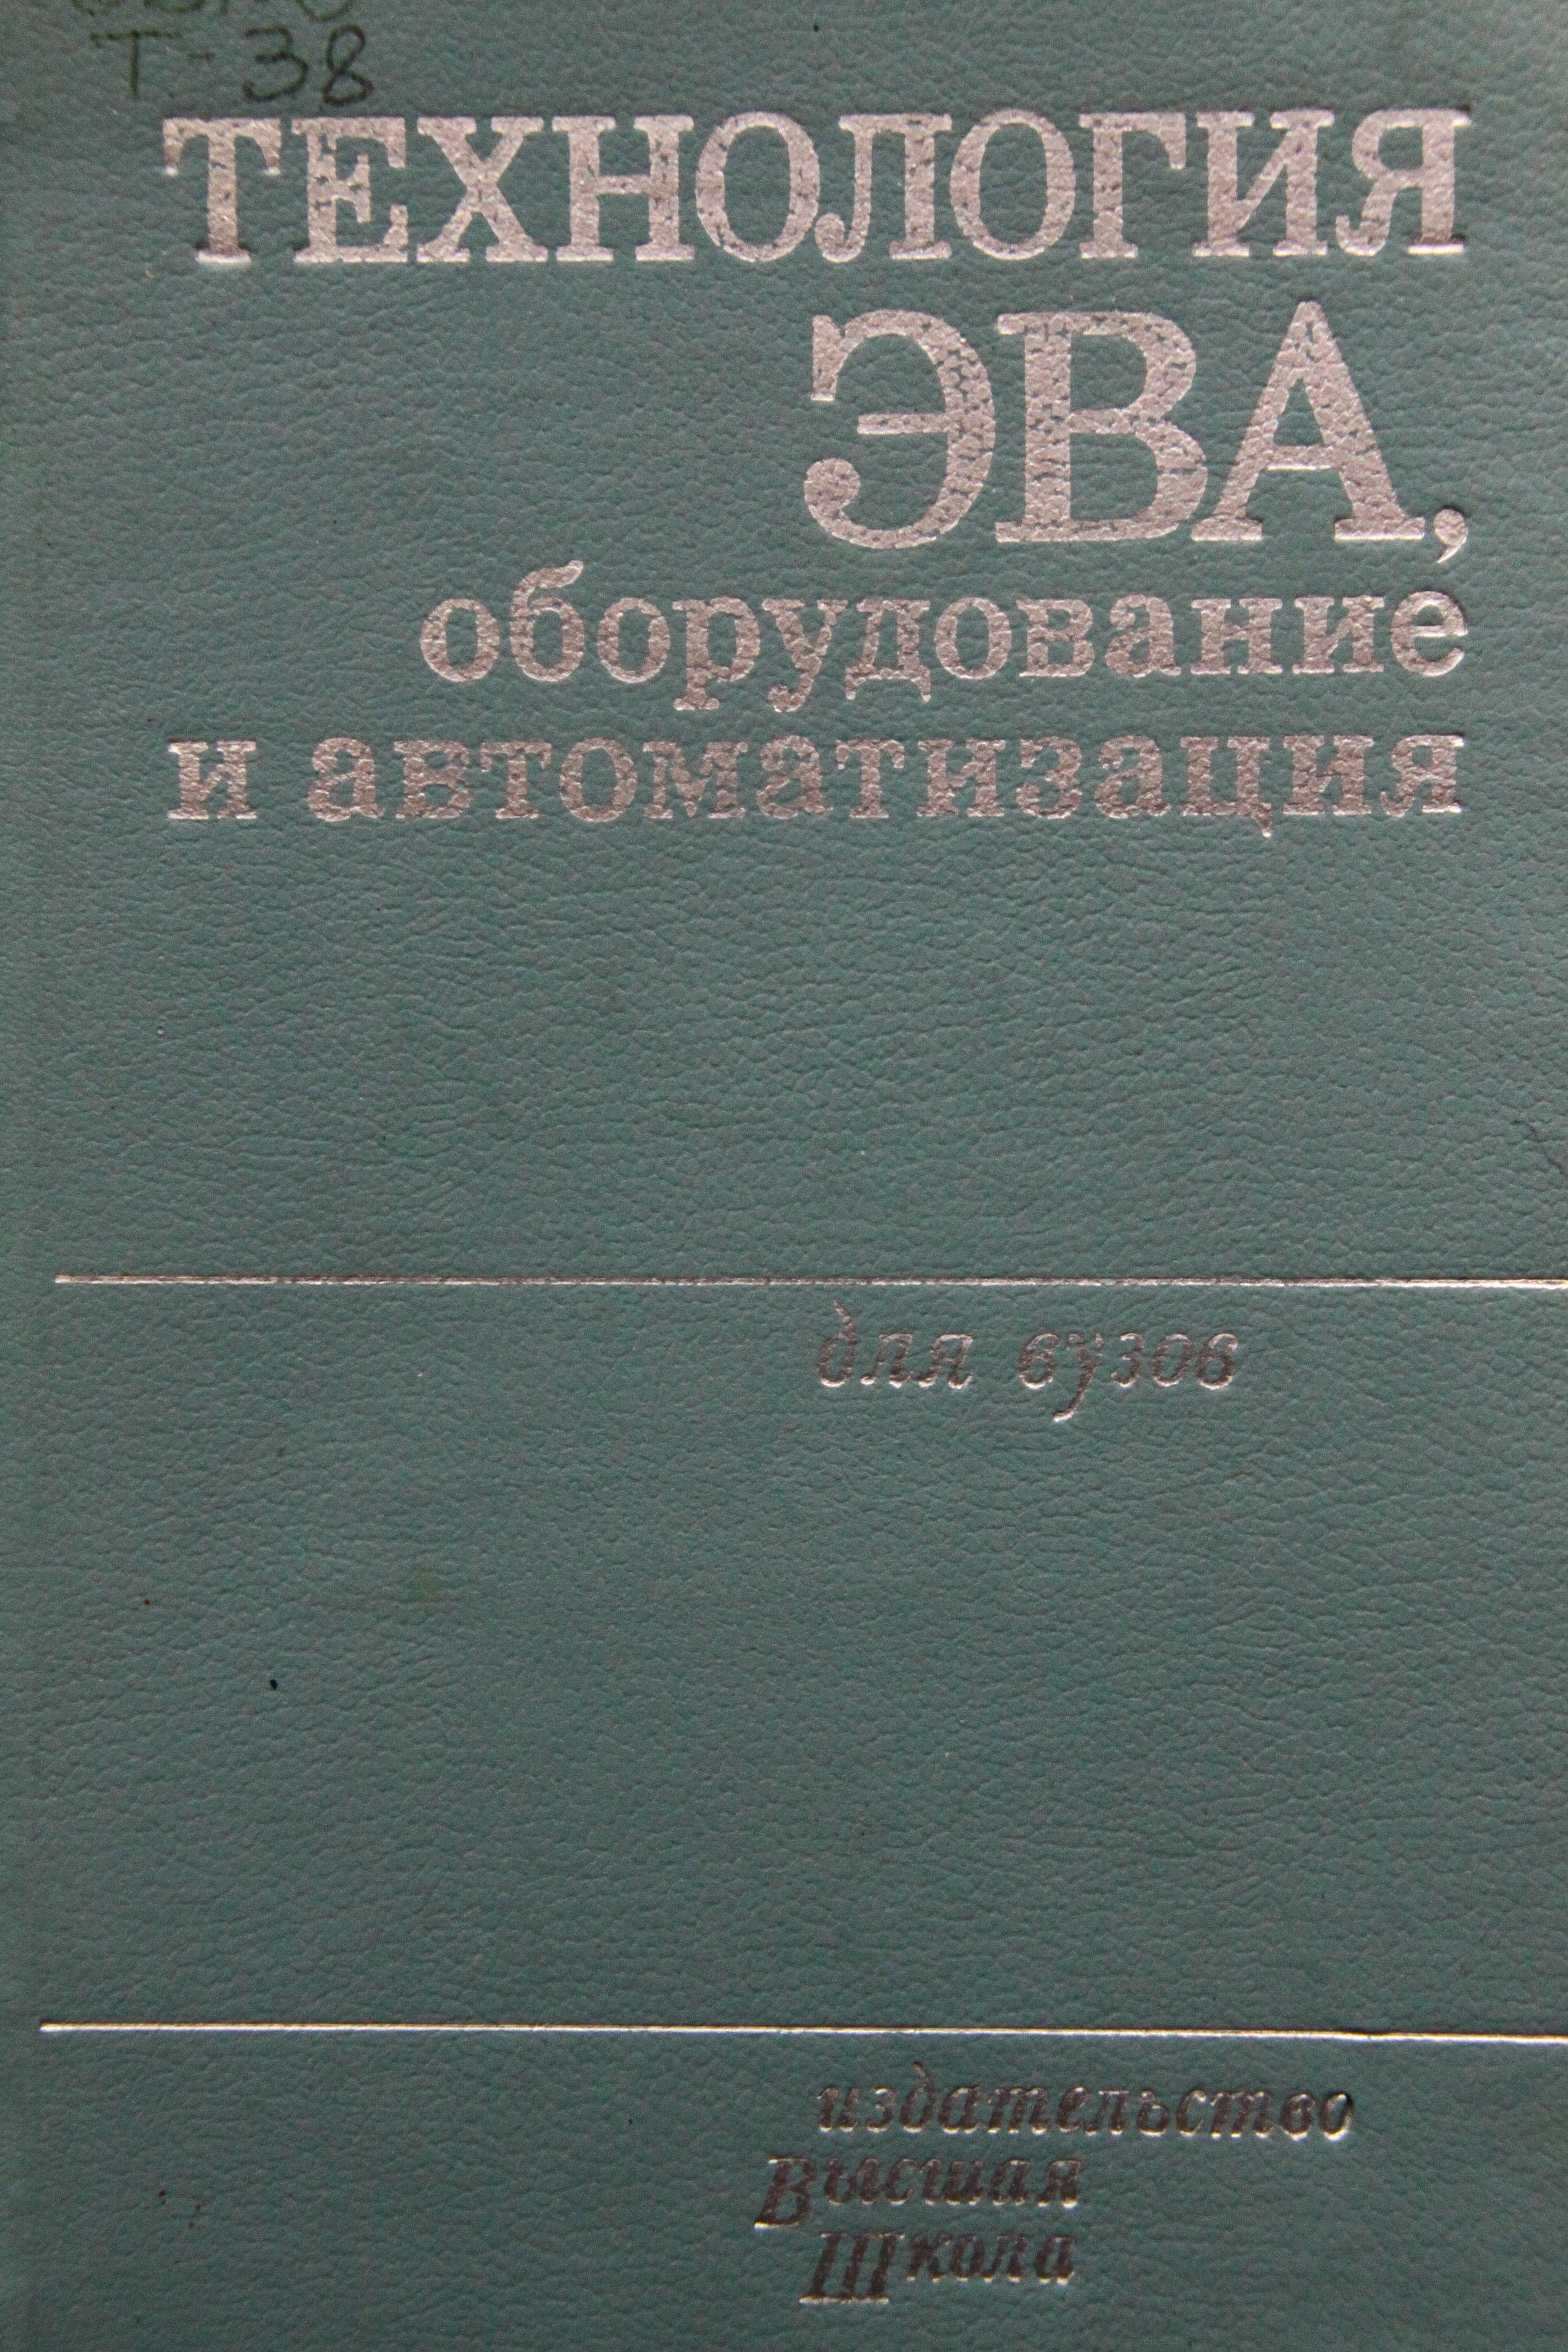 Т-38
ТЕХНОЛОГИЯ
ЭВА,
оборудование
и автоматизация
для вузов
издательство
Высшая
Школа